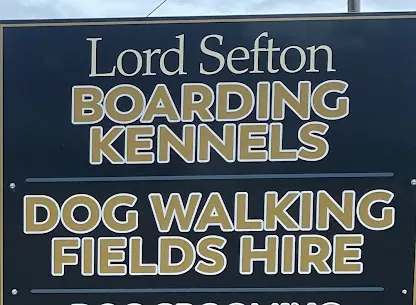 Lord Sefton
BOARDING
KENNELS
DOG WALKING
FIELDS HIRE